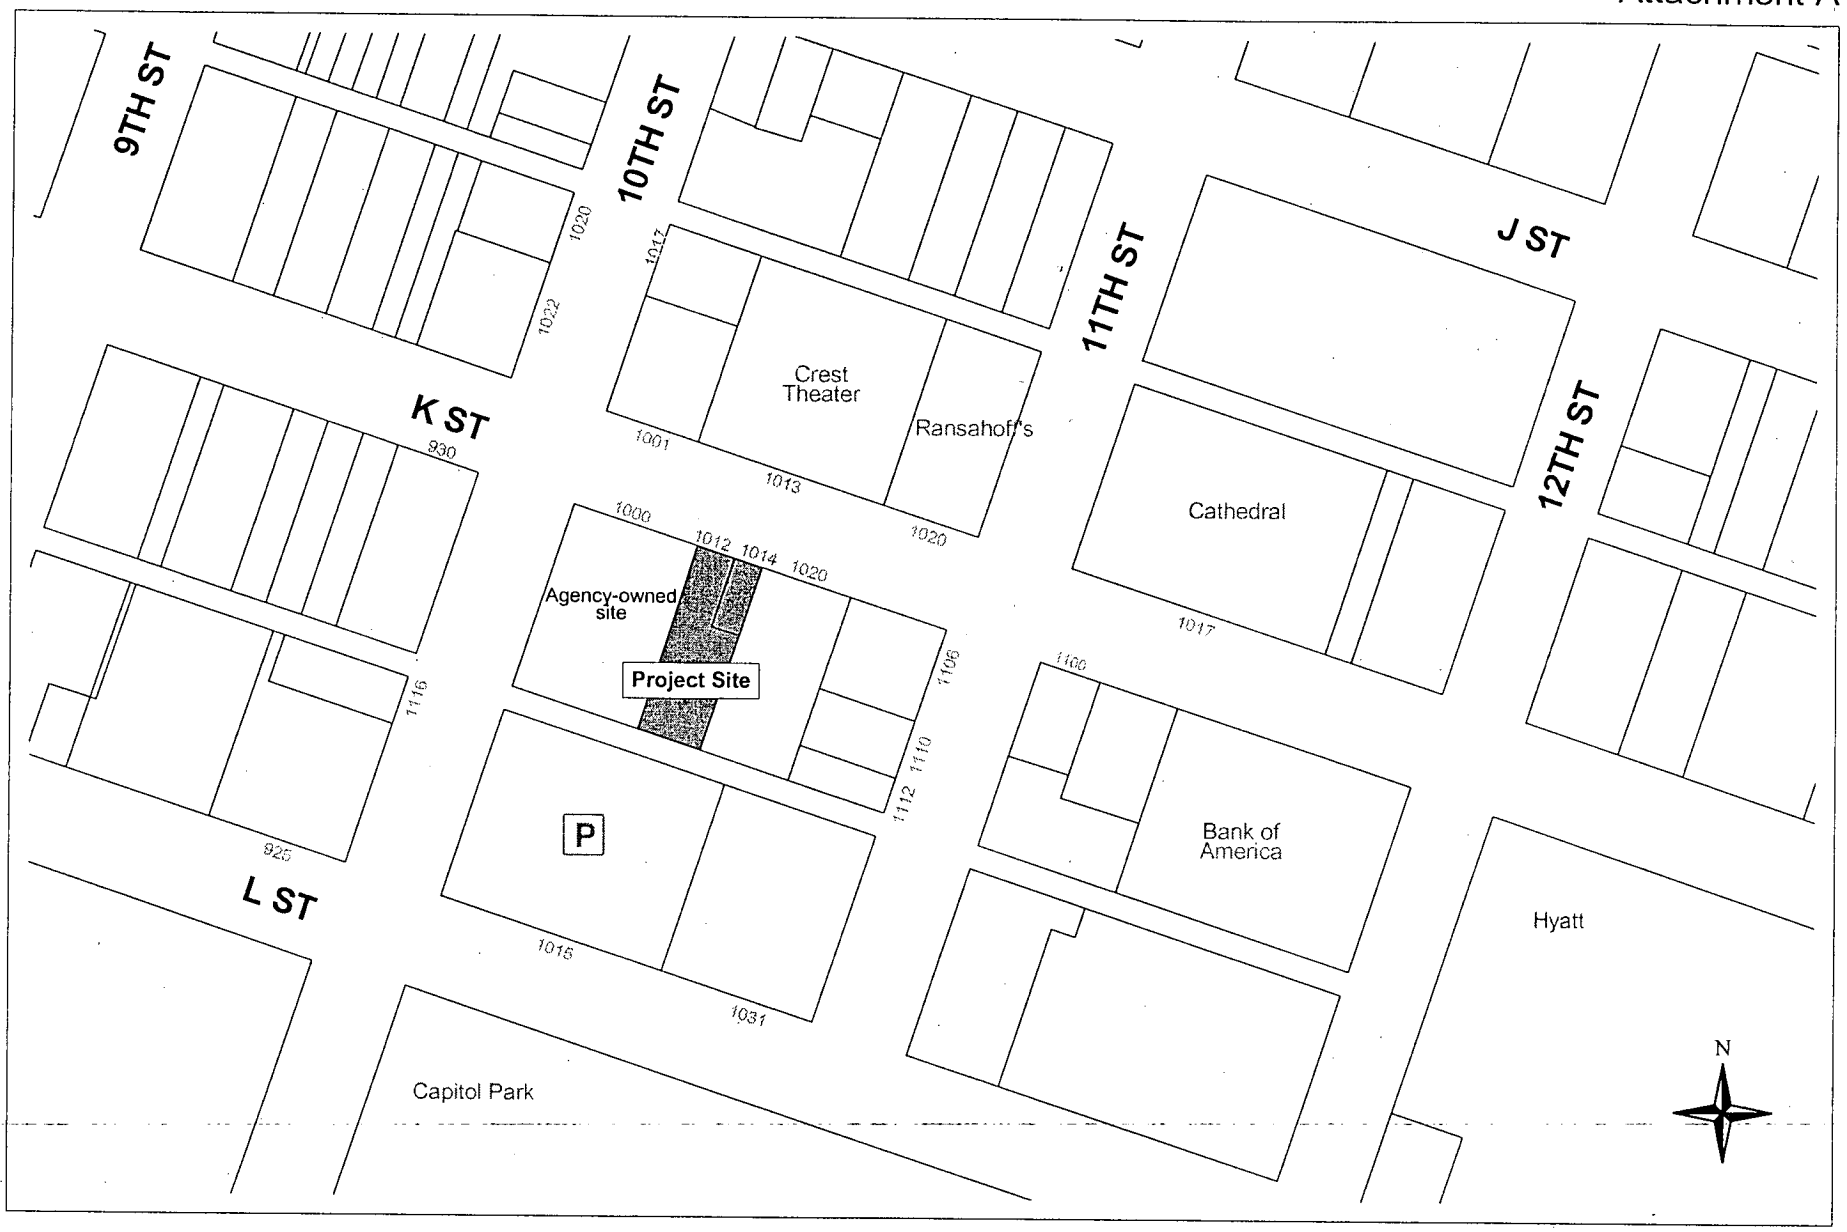 Attachment A
9TH ST
10TH ST
1020
1017
1022
11TH ST
J ST
12TH ST
K ST
930
Crest
Theater
Ransahoff's
1001
1013
1020
Cathedral
1017
1000
1012
1014
1020
Agency-owned
site
Project Site
1106
1110
1112
1100
1116
925
L ST
P
1015
1031
Bank of
America
Hyatt
Capitol Park
N